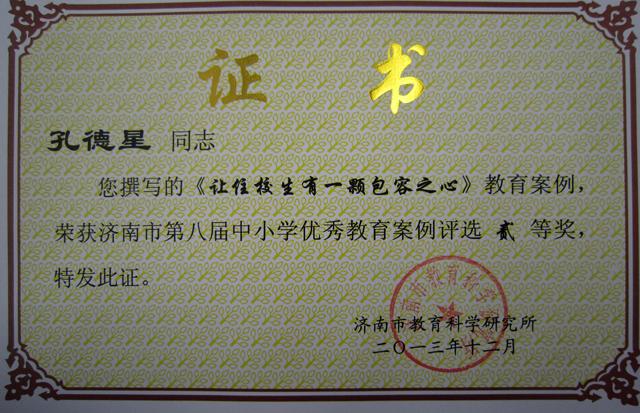 证 书
孔德星 同志
您撰写的《让住校生有一颗包容之心》教育案例，
荣获济南市第八届中小学优秀教育案例评选 贰 等奖，
特发此证。
济南市教育科学研究所
二〇一三年十二月